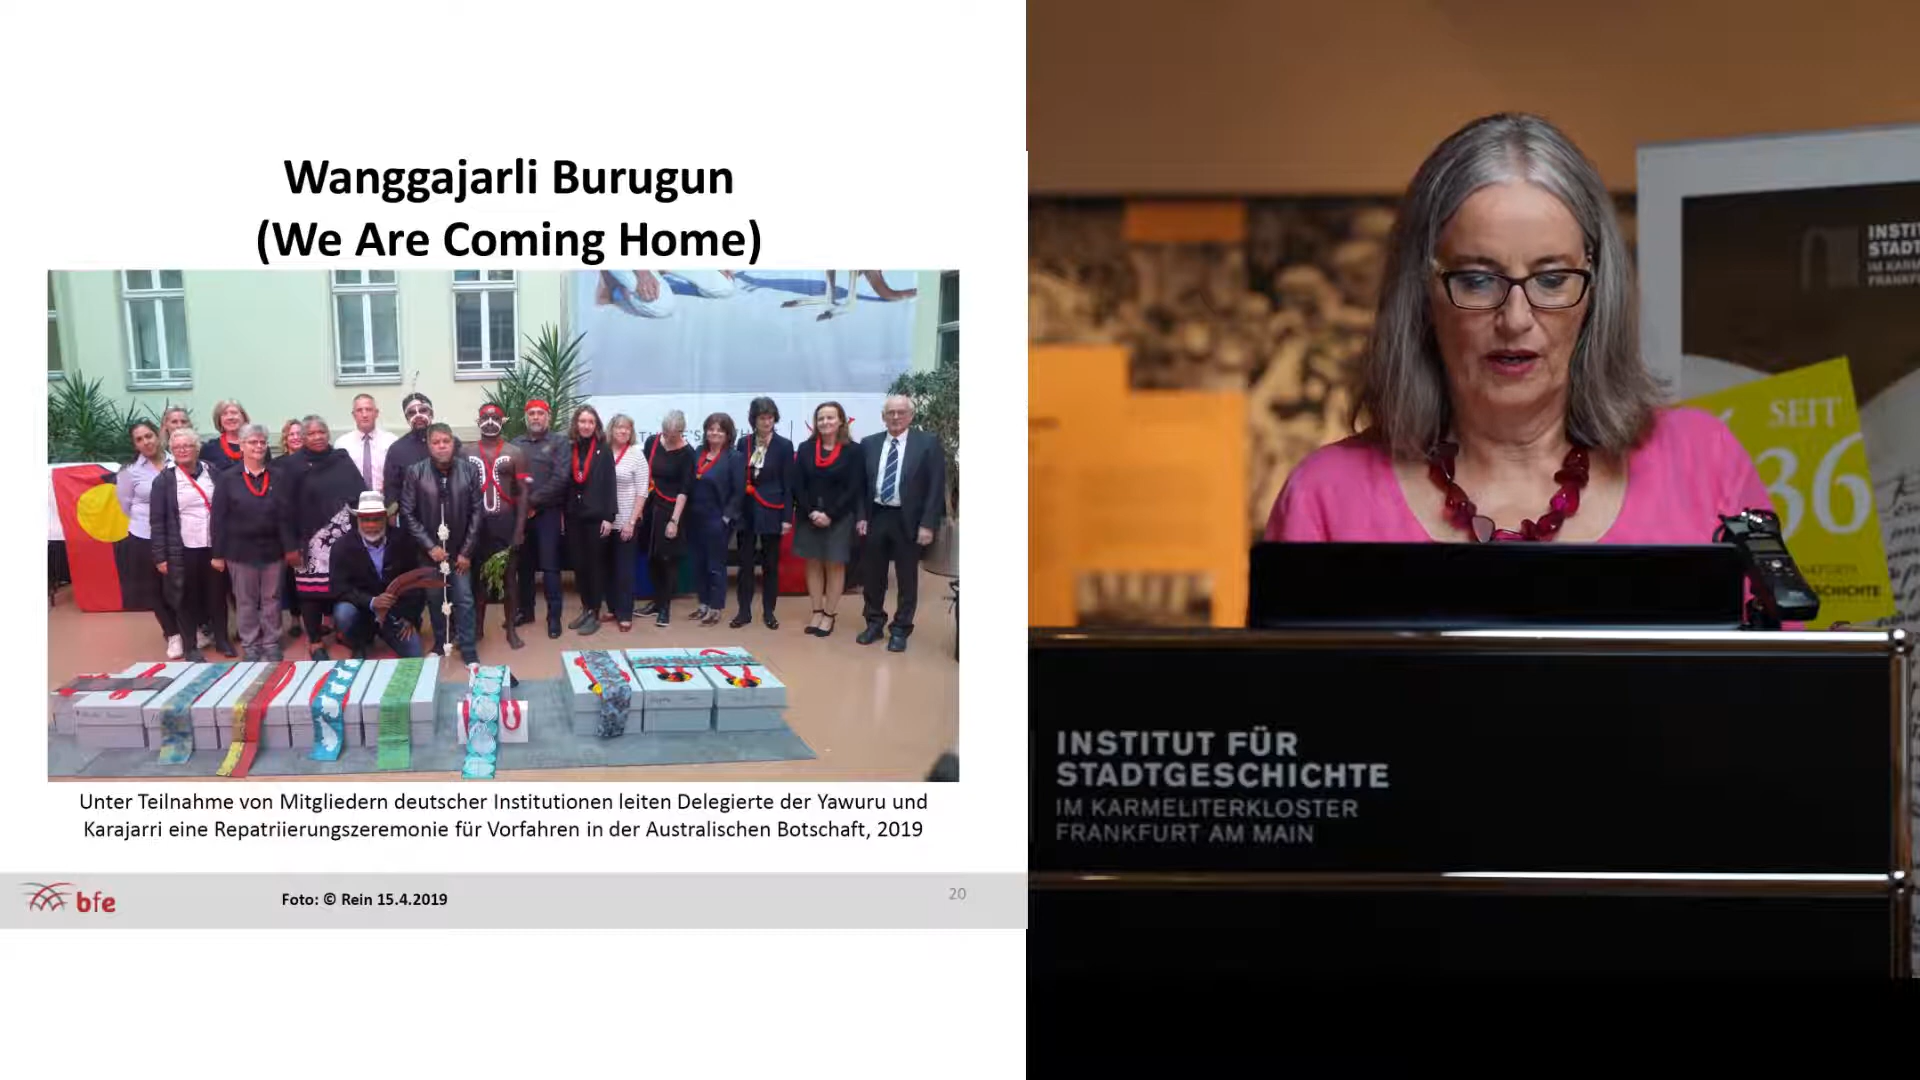 Wanggajarli Burugun
(We Are Coming Home)
Unter Teilnahme von Mitgliedern deutscher Institutionen leiten Delegierte der Yawuru und
Karajarri eine Repatriierungszeremonie für Vorfahren in der Australischen Botschaft, 2019
bfe
Foto: © Rein 15.4.2019
20
SEIT
36
INSTITUT FÜR
STADTGESCHICHTE
IM KARMELITERKLOSTER
FRANKFURT AM MAIN